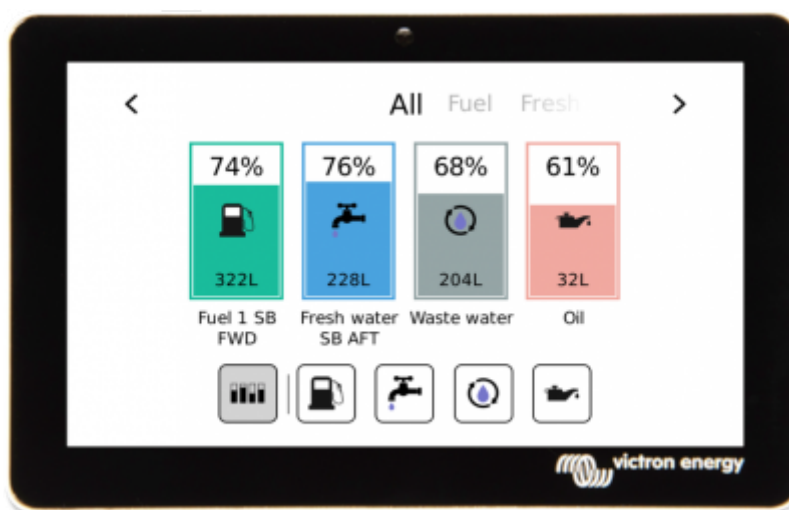 All Fuel Fresh
74% 76% 68% 61%
322L 228L 204L 32L
Fuel 1 SB
FWD
Fresh water
SB AFT
Waste water
Oil
victron energy